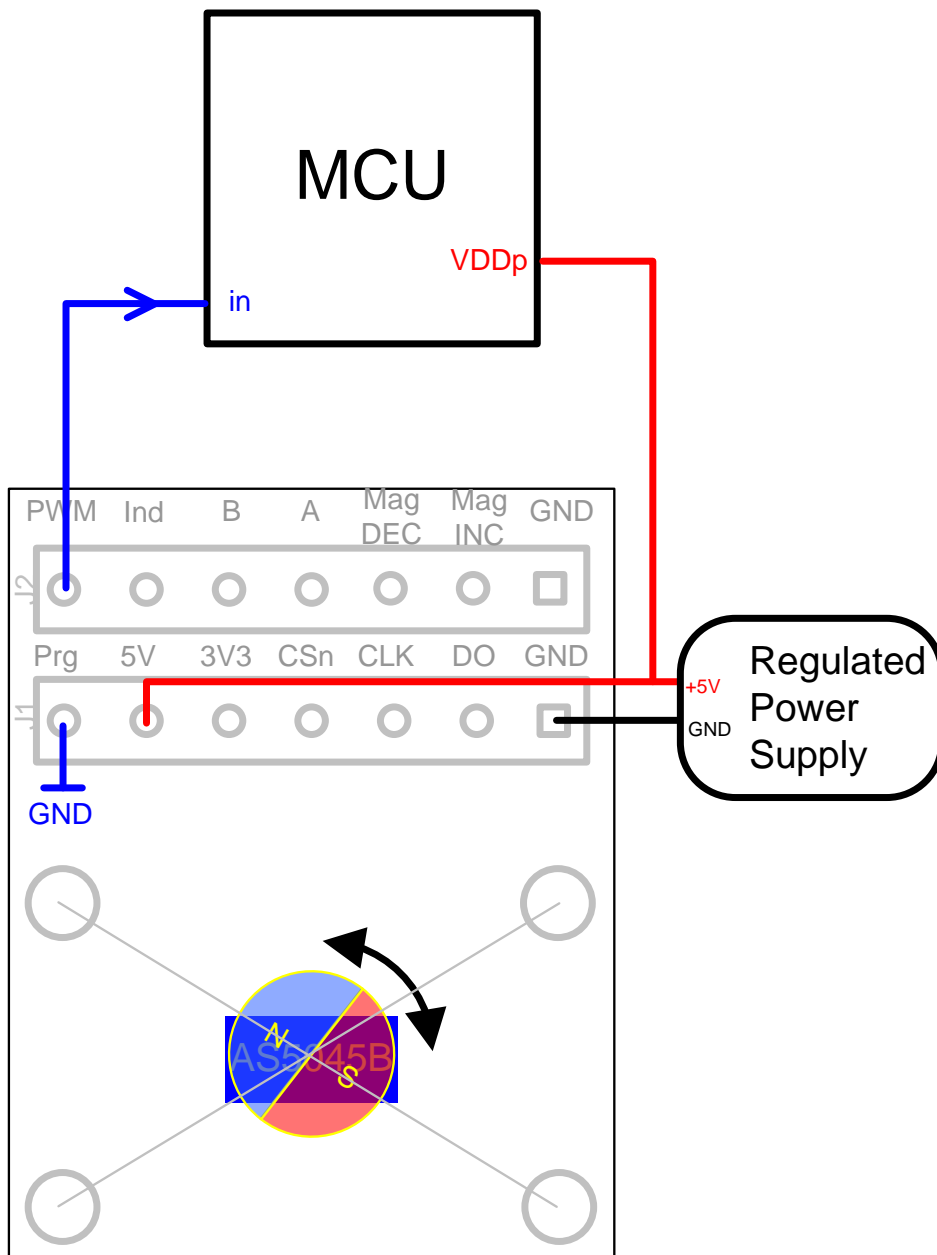 MCU
VDDp
in
PWM Ind B A Mag DEC Mag INC GND
J2
Prg 5V 3V3 CSn CLK DO GND
J1
+5V
GND
Regulated
Power
Supply
GND
N
AS5045B
S